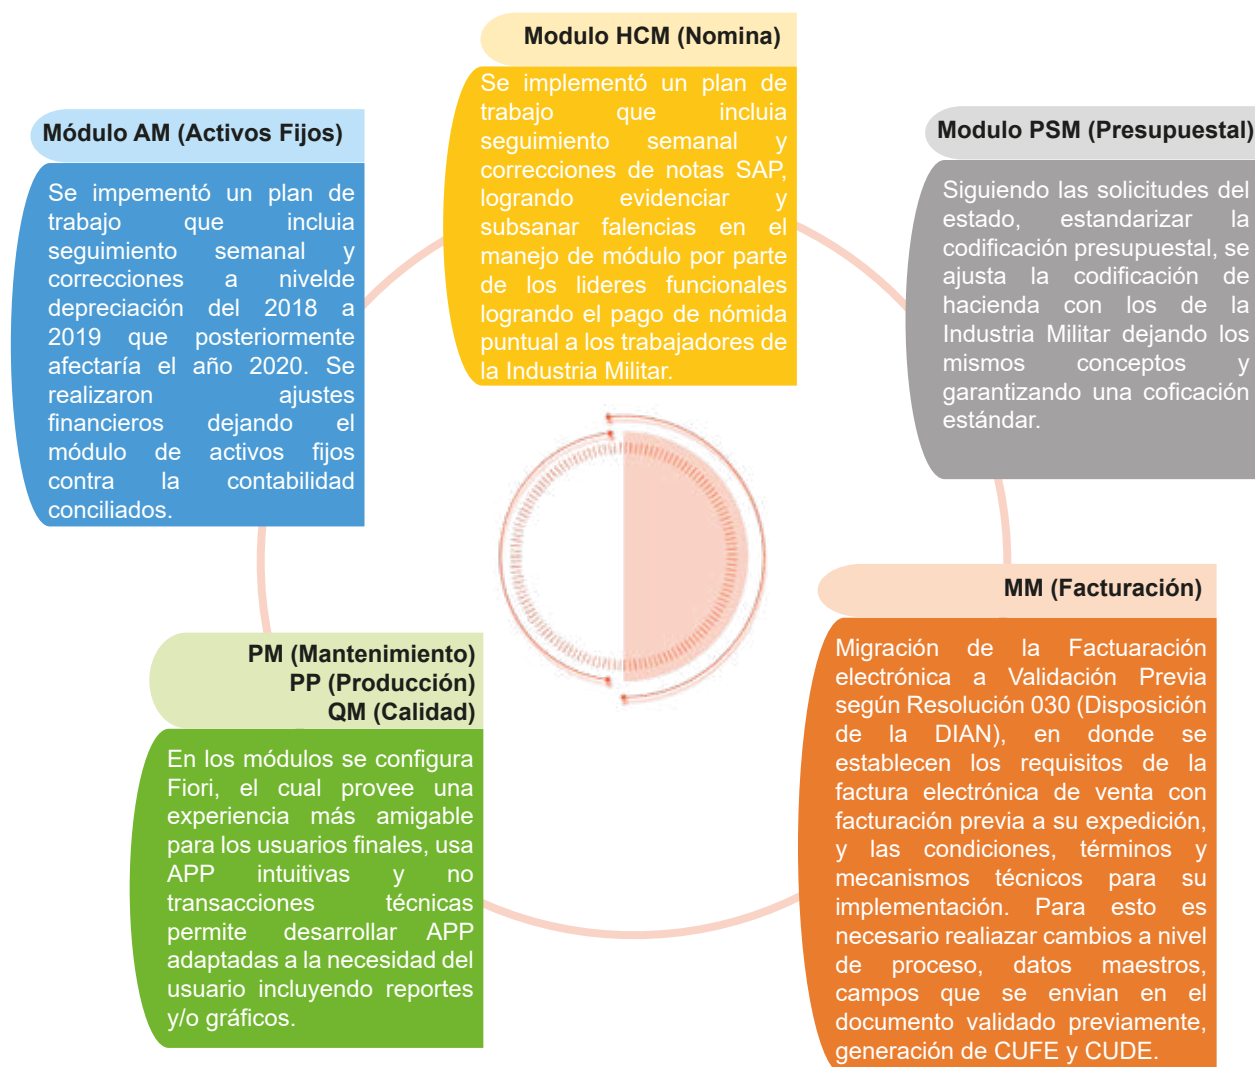 Modulo HCM (Nomina)
Se implementó un plan de
trabajo que incluia
seguimiento semanal y
correcciones de notas SAP,
logrando evidenciar y
subsanar falencias en el
manejo de módulo por parte
de los lideres funcionales
logrando el pago de nómida
puntual a los trabajadores de
la Industria Militar.
Módulo AM (Activos Fijos)
Se impementó un plan de
trabajo que incluia
seguimiento semanal y
correcciones a nivelde
depreciación del 2018 a
2019 que posteriormente
afectaría el año 2020. Se
realizaron ajustes
financieros dejando el
módulo de activos fijos
contra la contabilidad
conciliados.
Modulo PSM (Presupuestal)
Siguiendo las solicitudes del
estado, estandarizar la
codificación presupuestal, se
ajusta la codificación de
hacienda con los de la
Industria Militar dejando los
mismos conceptos y
garantizando una coficación
estándar.
PM (Mantenimiento)
PP (Producción)
QM (Calidad)
En los módulos se configura
Fiori, el cual provee una
experiencia más amigable
para los usuarios finales, usa
APP intuitivas y no
transacciones técnicas
permite desarrollar APP
adaptadas a la necesidad del
usuario incluyendo reportes
y/o gráficos.
MM (Facturación)
Migración de la Factuaración
electrónica a Validación Previa
según Resolución 030 (Disposición
de la DIAN), en donde se
establecen los requisitos de la
factura electrónica de venta con
facturación previa a su expedición,
y las condiciones, términos y
mecanismos técnicos para su
implementación. Para esto es
necesario realiazar cambios a nivel
de proceso, datos maestros,
campos que se envian en el
documento validado previamente,
generación de CUFE y CUDE.